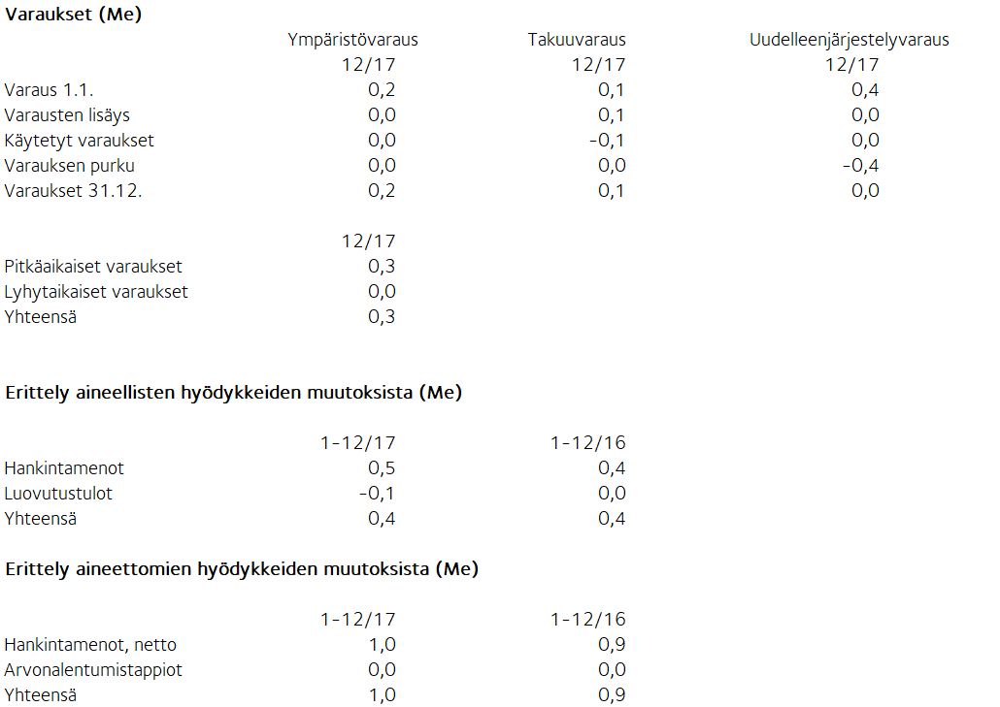 Varaukset (Me)
Ympäristövaraus Takuuvaraus Uudelleenjärjestelyvaraus
12/17 12/17 12/17
Varaus 1.1. 0,2 0,1 0,4
Varausten lisäys 0,0 0,1 0,0
Käytetyt varaukset 0,0 -0,1 0,0
Varauksen purku 0,0 0,0 -0,4
Varaukset 31.12. 0,2 0,1 0,0
12/17
Pitkäaikaiset varaukset 0,3
Lyhytaikaiset varaukset 0,0
Yhteensä 0,3
Erittely aineellisten hyödykkeiden muutoksista (Me)
1-12/17 1-12/16
Hankintamenot 0,5 0,4
Luovutustulot -0,1 0,0
Yhteensä 0,4 0,4
Erittely aineettomien hyödykkeiden muutoksista (Me)
1-12/17 1-12/16
Hankintamenot, netto 1,0 0,9
Arvonalentumistappiot 0,0 0,0
Yhteensä 1,0 0,9